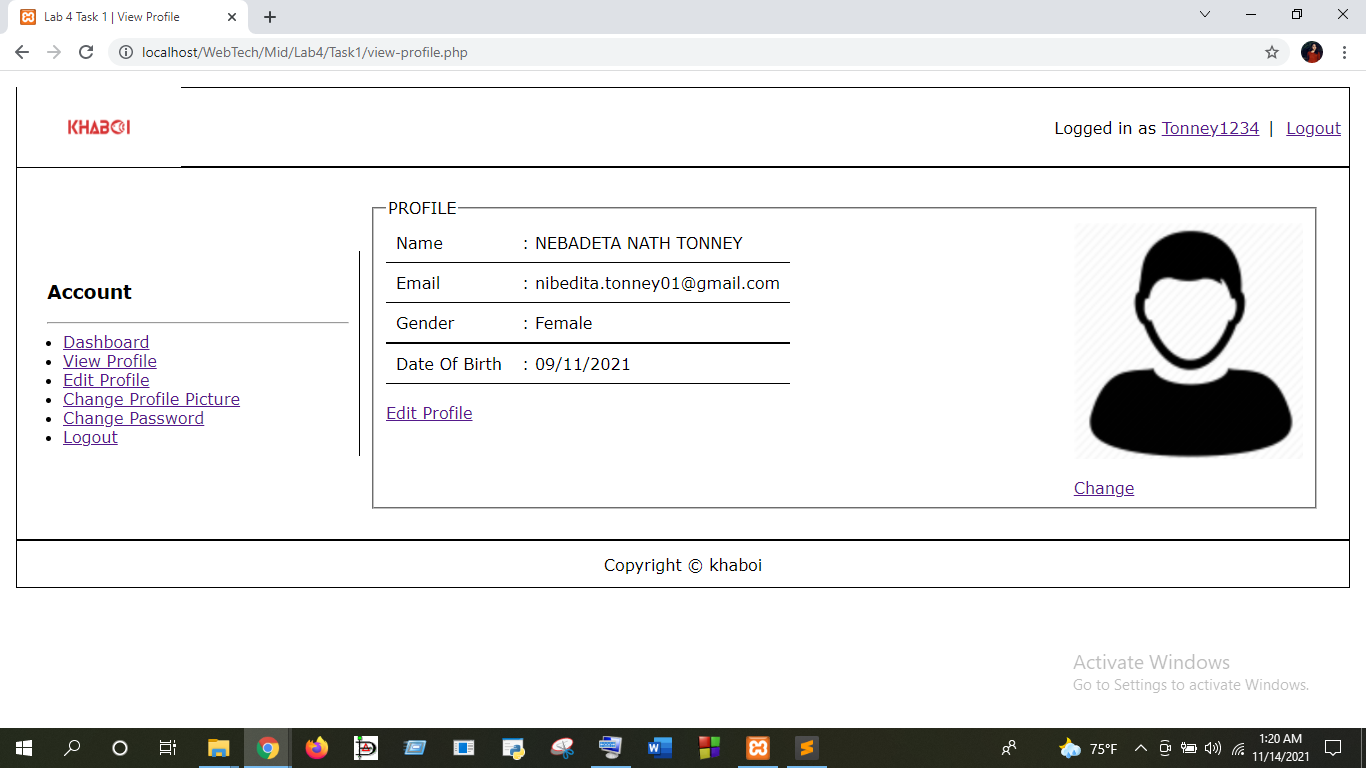 Lab 4 Task 1 | View Profile
localhost/WebTech/Mid/Lab4/Task1/view-profile.php
KHABOI
Logged in as Tonney1234 | Logout
Account
Dashboard
View Profile
Edit Profile
Change Profile Picture
Change Password
Logout
PROFILE
Name : NEBADETA NATH TONNEY
Email : nibedita.tonney01@gmail.com
Gender : Female
Date Of Birth : 09/11/2021
Edit Profile
Change
Copyright © khaboi
Activate Windows
Go to Settings to activate Windows.
75°F
1:20 AM
11/14/2021